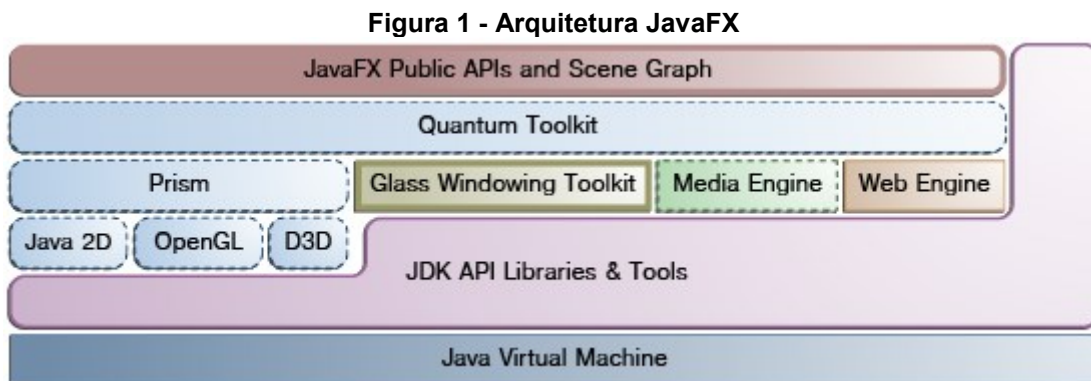 Figura 1 - Arquitetura JavaFX
JavaFX Public APIs and Scene Graph
Quantum Toolkit
Prism
Glass Windowing Toolkit
Media Engine
Web Engine
Java 2D
OpenGL
D3D
JDK API Libraries & Tools
Java Virtual Machine